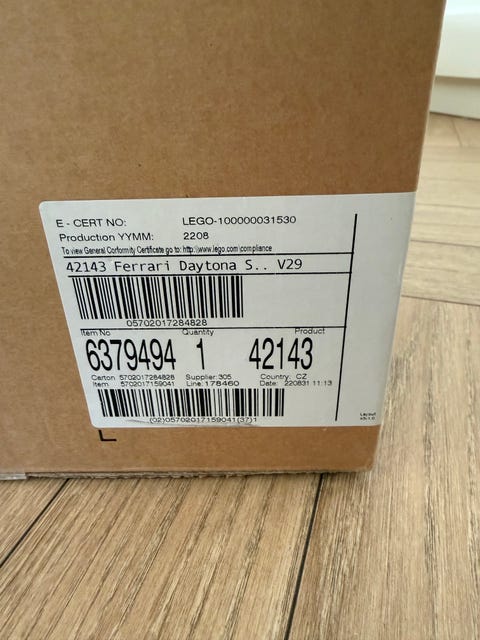 E - CERT NO: LEGO-100000031530
Production YYMM: 2208
To view General Conformity Certificate go to: http://www.lego.com/compliance
42143 Ferrari Daytona S.. V29
05702017284828
Item No Quantity Product
6379494 1 42143
Carton 5702017284828 Supplier: 305 Country: CZ
Item 5702017159041 Line: 178460 Date: 220831 11:13
(02)05702017159041(37)1
Layout